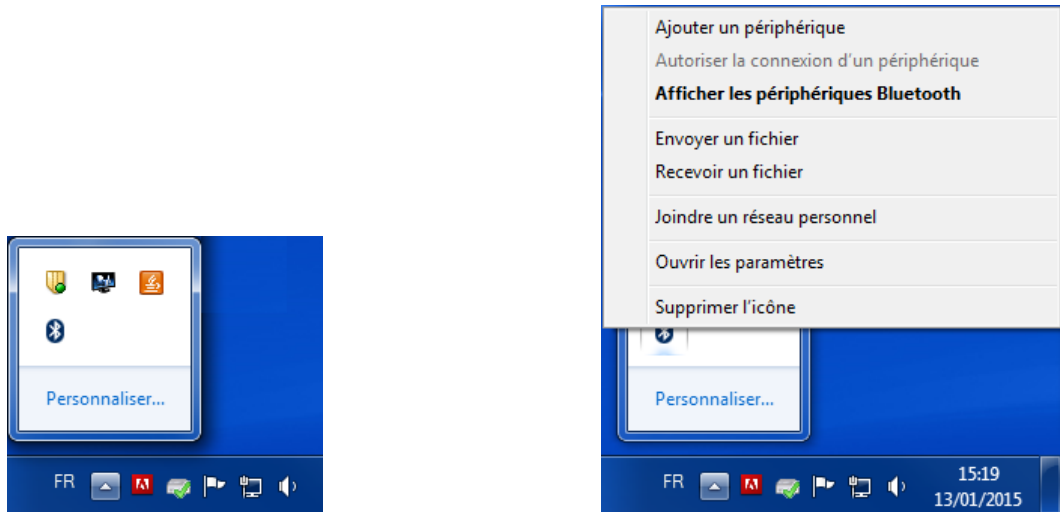 Personnaliser...
FR
Ajouter un périphérique
Autoriser la connexion d'un périphérique
Afficher les périphériques Bluetooth
Envoyer un fichier
Recevoir un fichier
Joindre un réseau personnel
Ouvrir les paramètres
Supprimer l'icône
Personnaliser...
FR
15:19
13/01/2015